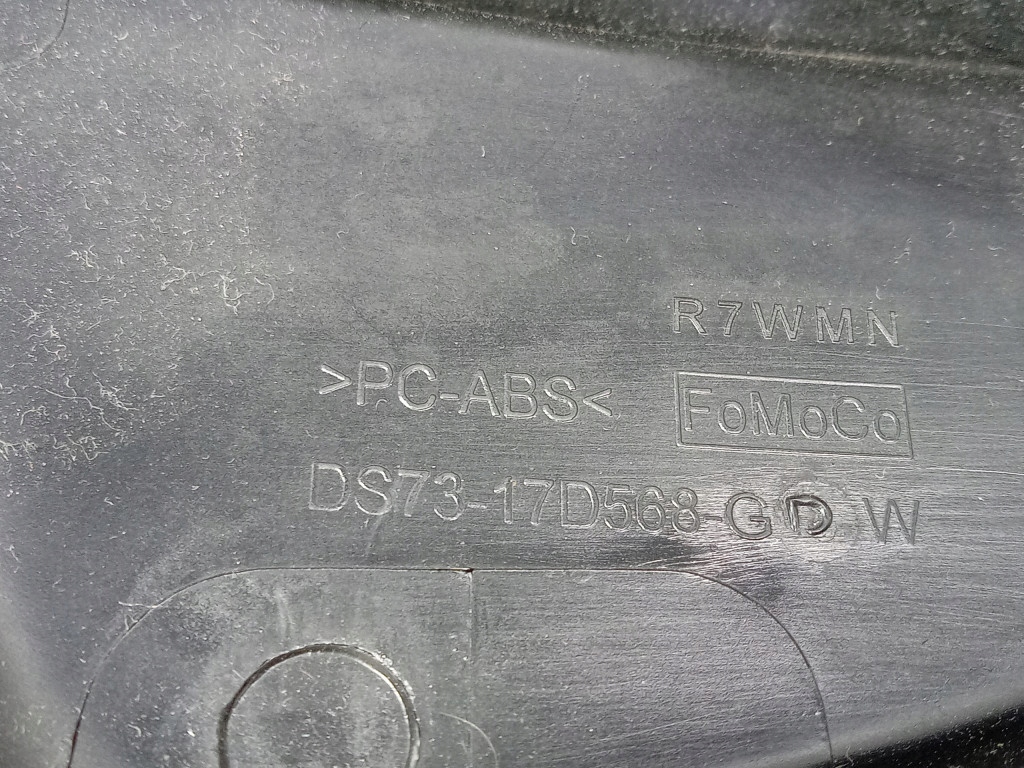 R7WMN
>PC-ABS<
FoMoCo
DS73-17D568-GD W